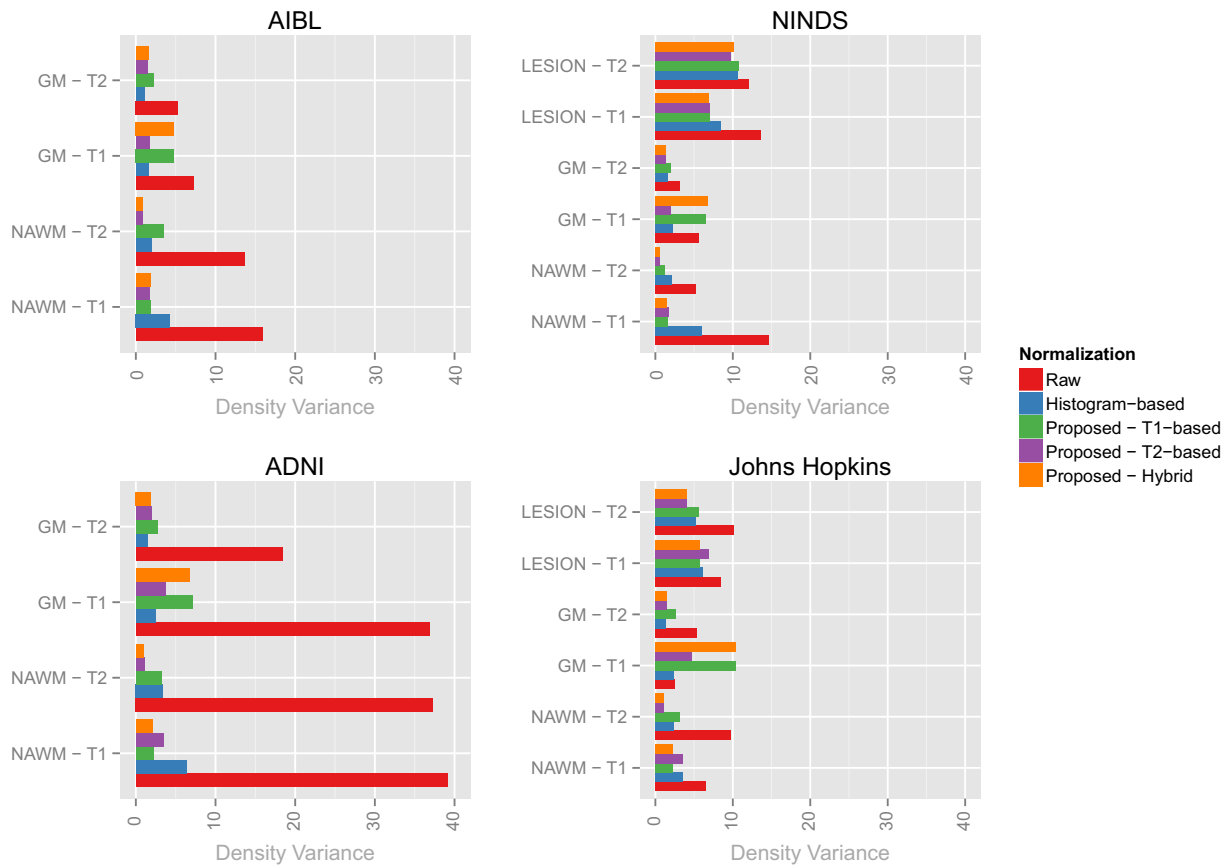 AIBL
GM − T2
GM − T1
NAWM − T2
NAWM − T1
0 10 20 30 40
Density Variance
NINDS
LESION − T2
LESION − T1
GM − T2
GM − T1
NAWM − T2
NAWM − T1
0 10 20 30 40
Density Variance
ADNI
GM − T2
GM − T1
NAWM − T2
NAWM − T1
0 10 20 30 40
Density Variance
Johns Hopkins
LESION − T2
LESION − T1
GM − T2
GM − T1
NAWM − T2
NAWM − T1
0 10 20 30 40
Density Variance
Normalization
Raw
Histogram−based
Proposed − T1−based
Proposed − T2−based
Proposed − Hybrid